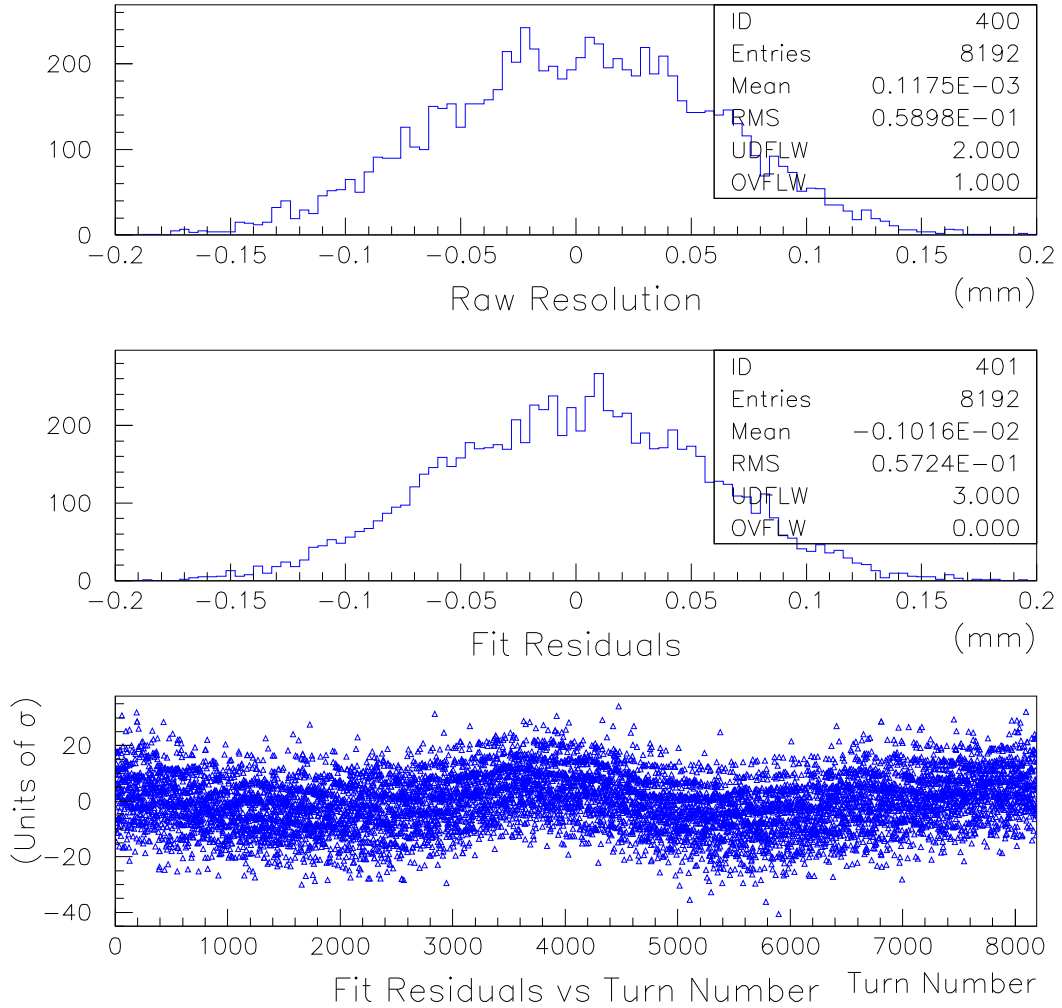 ID 400
Entries 8192
Mean 0.1175E-03
RMS 0.5898E-01
UDFLW 2.000
OVFLW 1.000
200
100
0
-0.2 -0.15 -0.1 -0.05 0 0.05 0.1 0.15 0.2
Raw Resolution (mm)
ID 401
Entries 8192
Mean -0.1016E-02
RMS 0.5724E-01
UDFLW 3.000
OVFLW 0.000
200
100
0
-0.2 -0.15 -0.1 -0.05 0 0.05 0.1 0.15 0.2
Fit Residuals (mm)
(Units of σ)
20
0
-20
-40
0 1000 2000 3000 4000 5000 6000 7000 8000
Fit Residuals vs Turn Number Turn Number